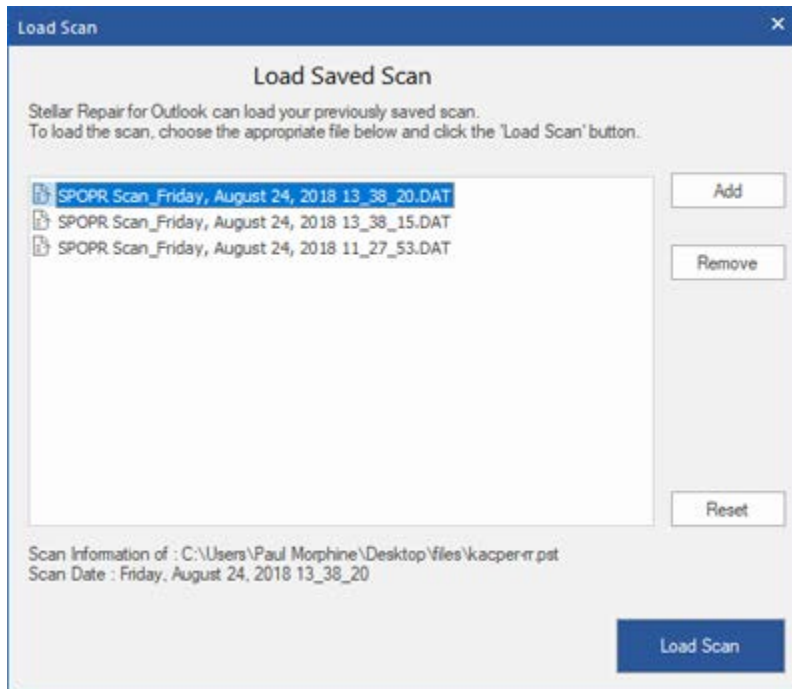 Load Scan
Load Saved Scan
Stellar Repair for Outlook can load your previously saved scan.
To load the scan, choose the appropriate file below and click the 'Load Scan' button.
SPOPR Scan_Friday, August 24, 2018 13_38_20.DAT
SPOPR Scan_Friday, August 24, 2018 13_38_15.DAT
SPOPR Scan_Friday, August 24, 2018 11_27_53.DAT
Add
Remove
Reset
Scan Information of : C:\Users\Paul Morphine\Desktop\files\kacper-rr.pst
Scan Date : Friday, August 24, 2018 13_38_20
Load Scan